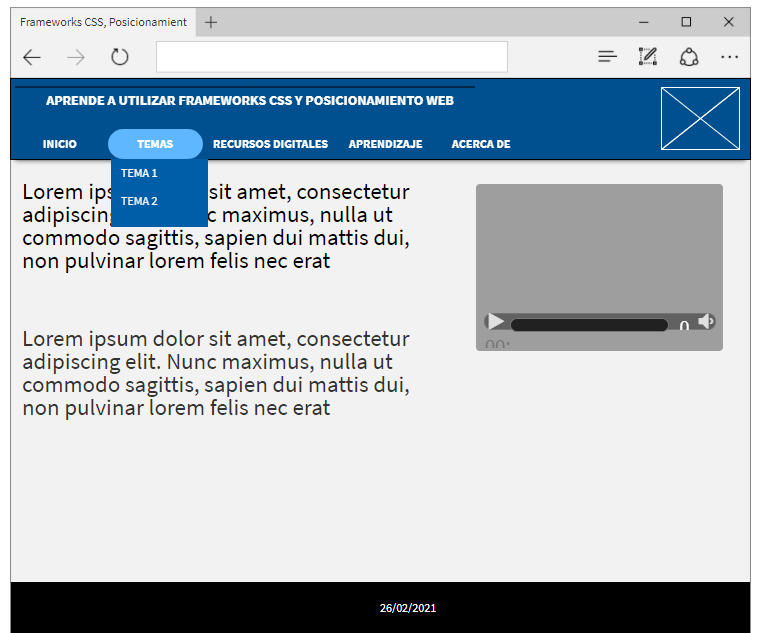 Frameworks CSS, Posicionamient
APRENDE A UTILIZAR FRAMEWORKS CSS Y POSICIONAMIENTO WEB
INICIO TEMAS RECURSOS DIGITALES APRENDIZAJE ACERCA DE
TEMA 1
TEMA 2
Lorem ips sit amet, consectetur
adipiscing c maximus, nulla ut
commodo sagittis, sapien dui mattis dui,
non pulvinar lorem felis nec erat
0
00:
Lorem ipsum dolor sit amet, consectetur
adipiscing elit. Nunc maximus, nulla ut
commodo sagittis, sapien dui mattis dui,
non pulvinar lorem felis nec erat
26/02/2021